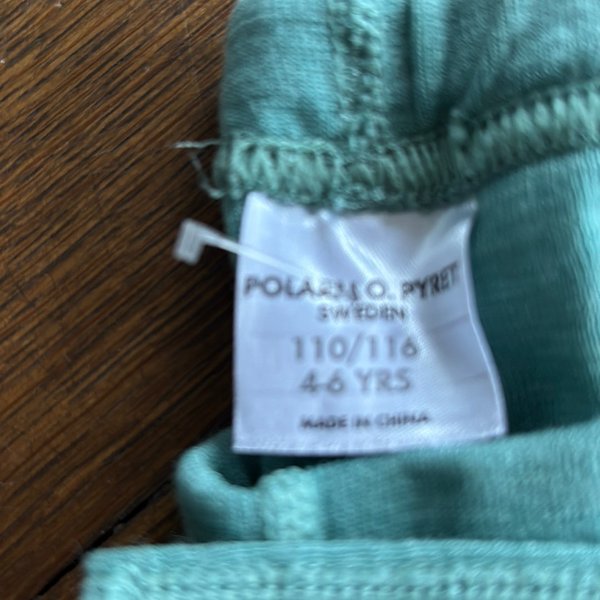 POLARN O. PYRET
SWEDEN
110/116
4-6 YRS
MADE IN CHINA